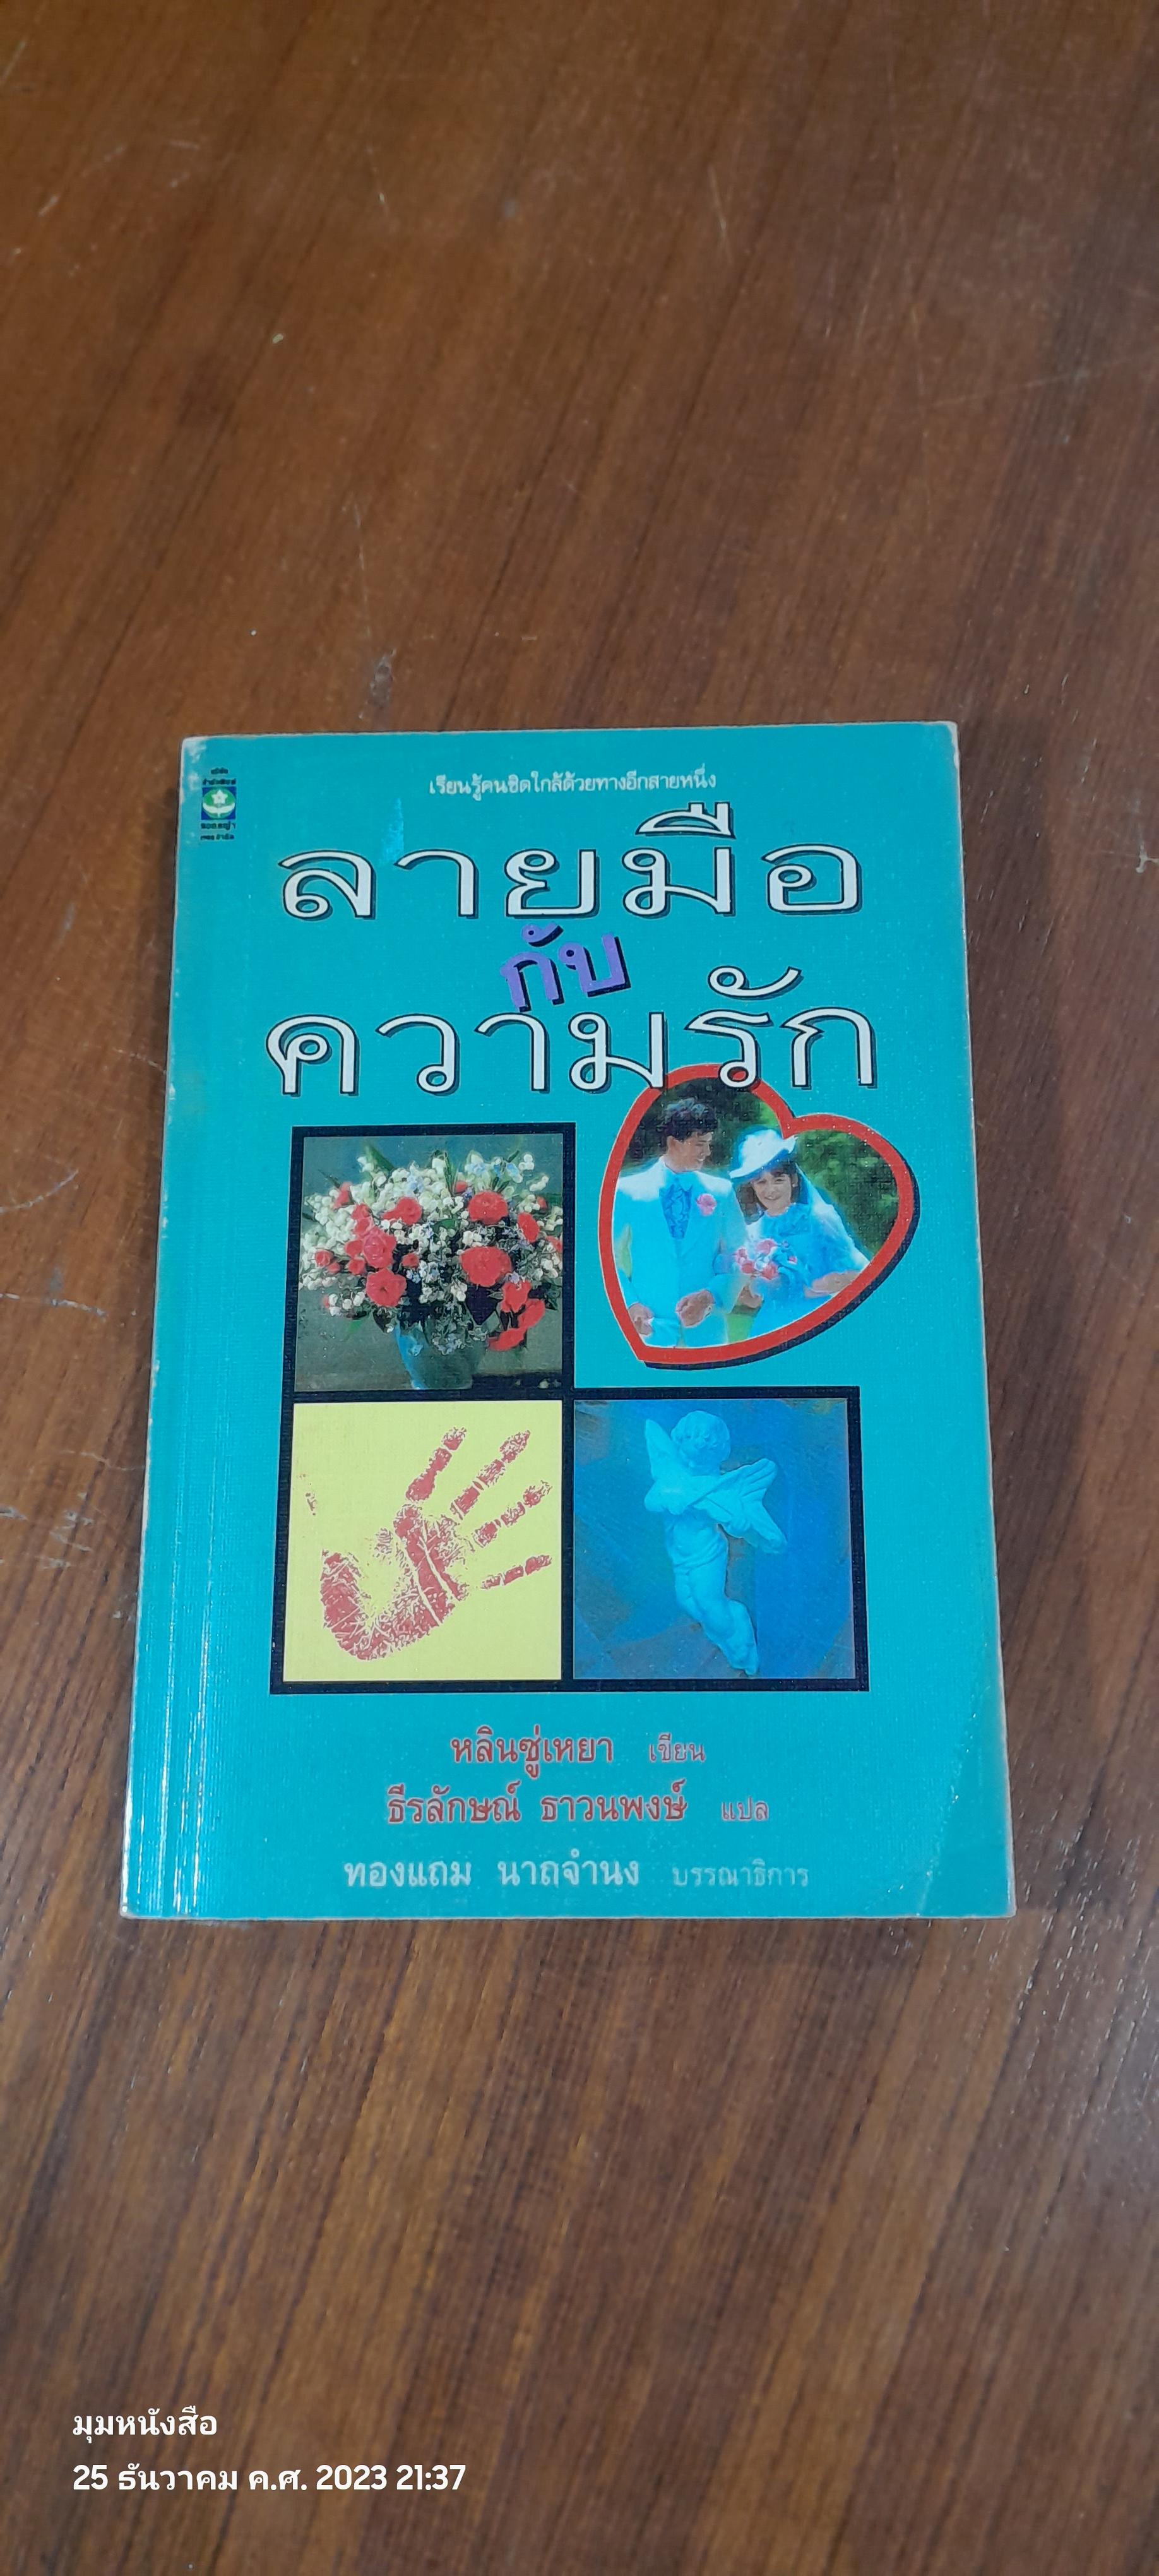 เรียนรู้คนชิดใกล้ด้วยทางอีกสายหนึ่ง
ลายมือ
กับ
ความรัก
หลินซู่เหยา เขียน
ธีรลักษณ์ ธาวนพงษ์ แปล
ทองแถม นาถจำนง บรรณาธิการ
มุมหนังสือ
25 ธันวาคม ค.ศ. 2023 21:37